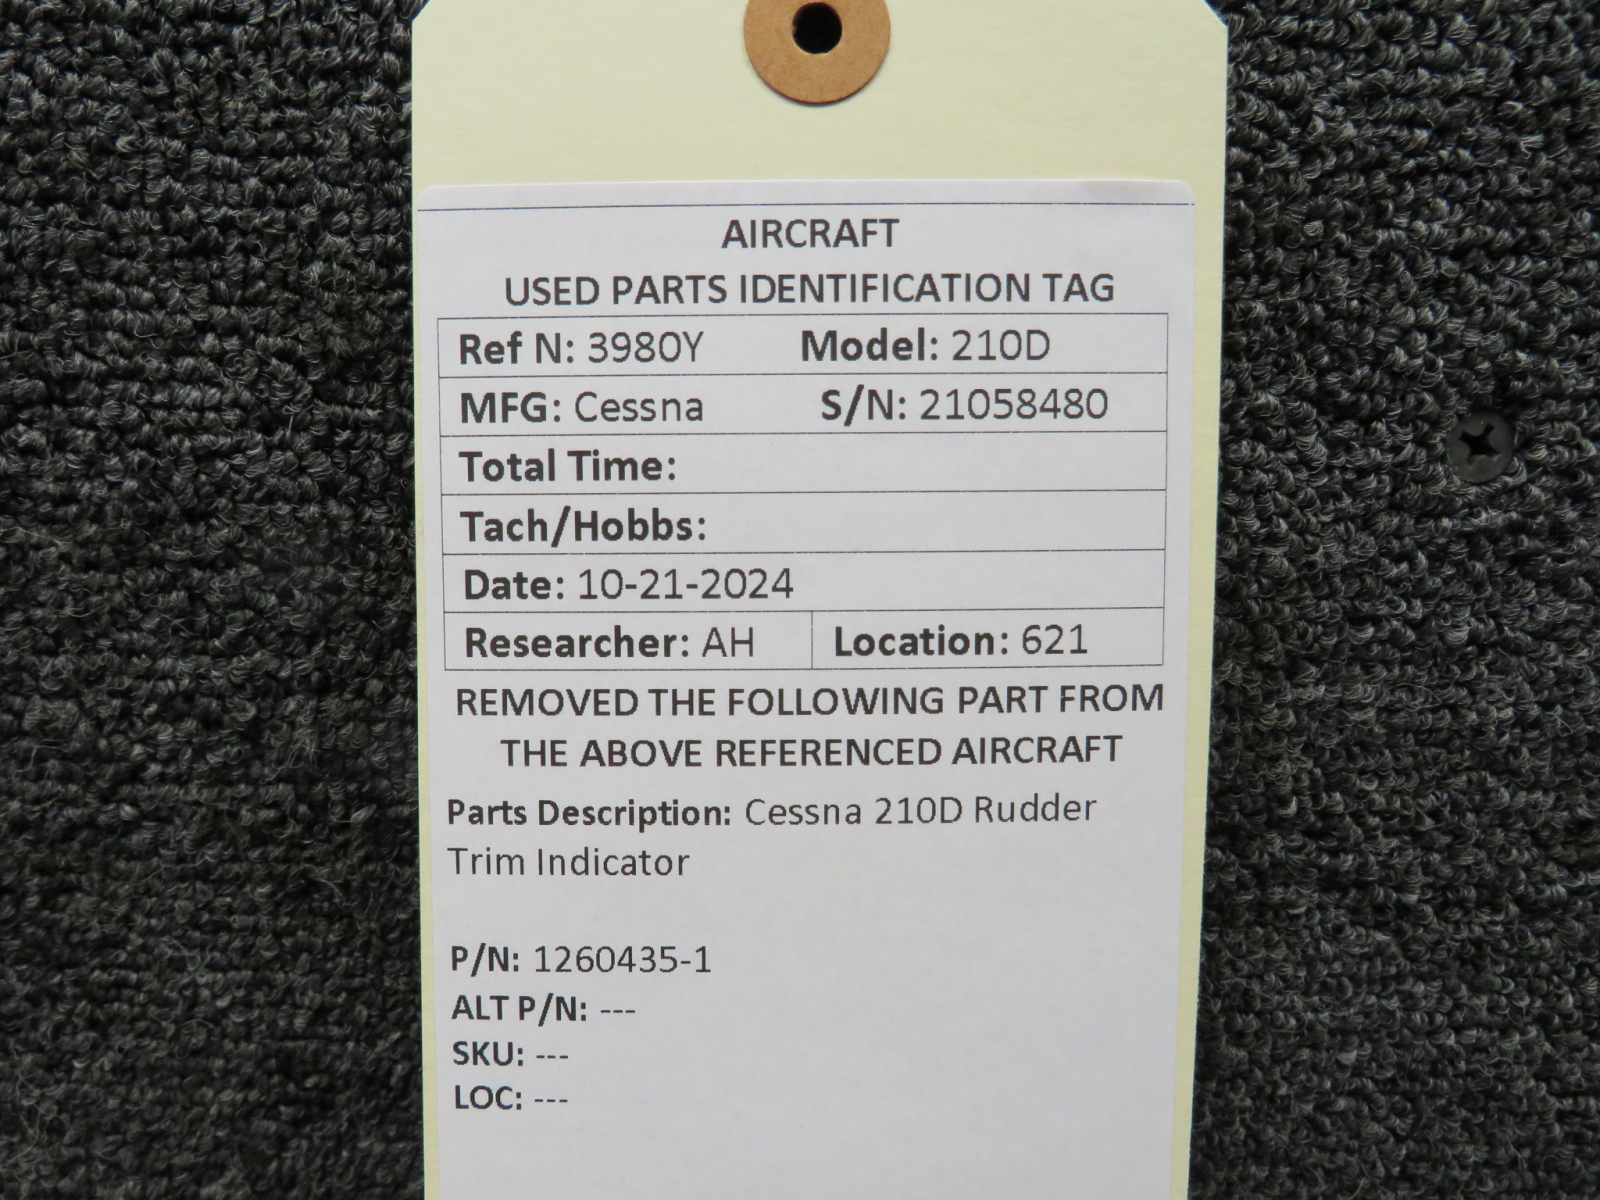 AIRCRAFT
USED PARTS IDENTIFICATION TAG
Ref N: 3980Y Model: 210D
MFG: Cessna S/N: 21058480
Total Time:
Tach/Hobbs:
Date: 10-21-2024
Researcher: AH Location: 621
REMOVED THE FOLLOWING PART FROM
THE ABOVE REFERENCED AIRCRAFT
Parts Description: Cessna 210D Rudder
Trim Indicator
P/N: 1260435-1
ALT P/N: ---
SKU: ---
LOC: ---